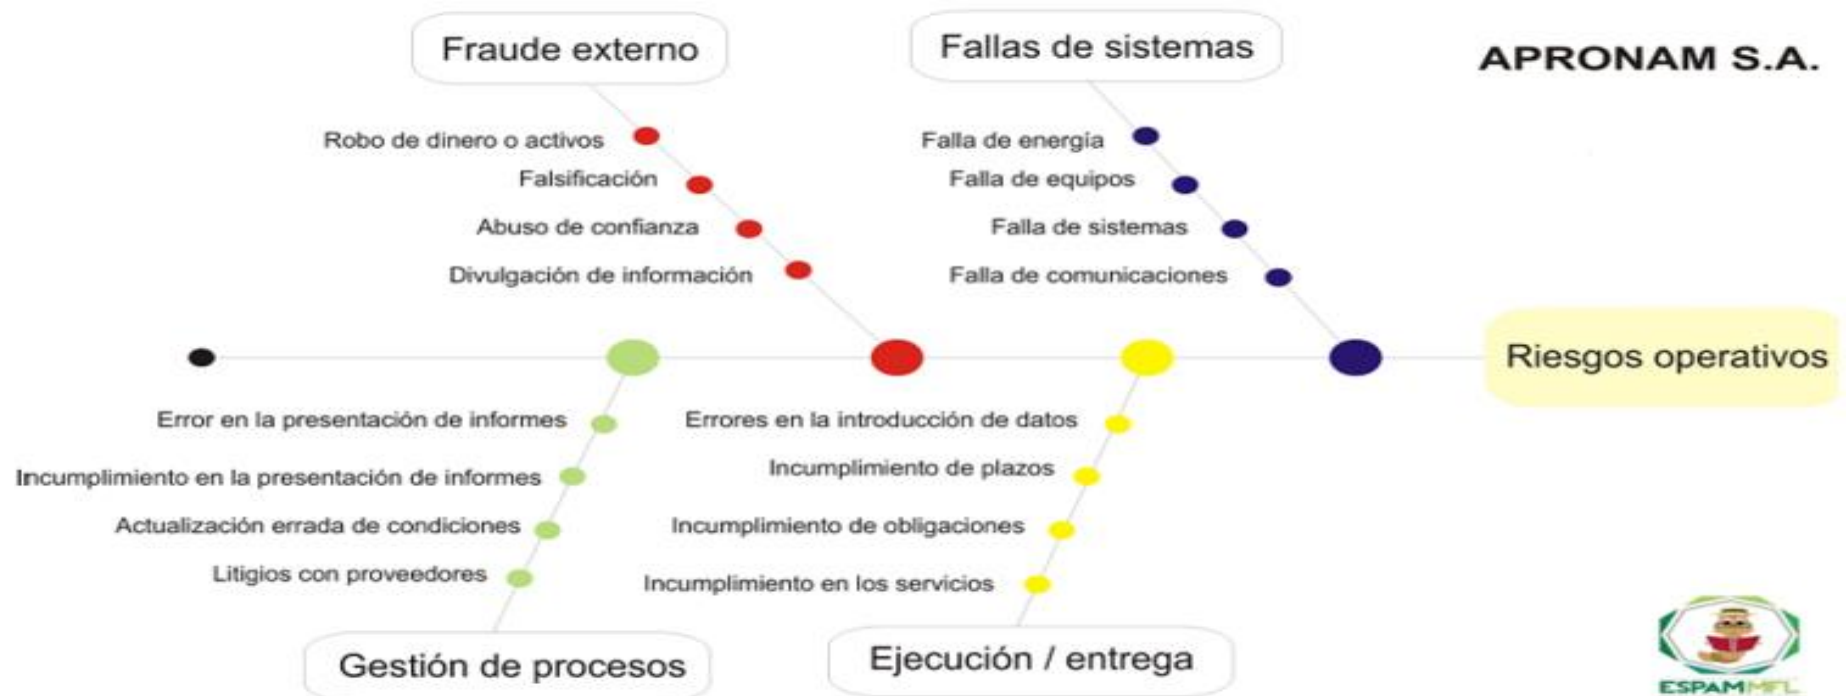 Fraude externo
Fallas de sistemas
APRONAM S.A.
Robo de dinero o activos
Falsificación
Abuso de confianza
Divulgación de información
Falla de energía
Falla de equipos
Falla de sistemas
Falla de comunicaciones
Riesgos operativos
Error en la presentación de informes
Incumplimiento en la presentación de informes
Actualización errada de condiciones
Litigios con proveedores
Errores en la introducción de datos
Incumplimiento de plazos
Incumplimiento de obligaciones
Incumplimiento en los servicios
Gestión de procesos
Ejecución / entrega
ESPAMMFL